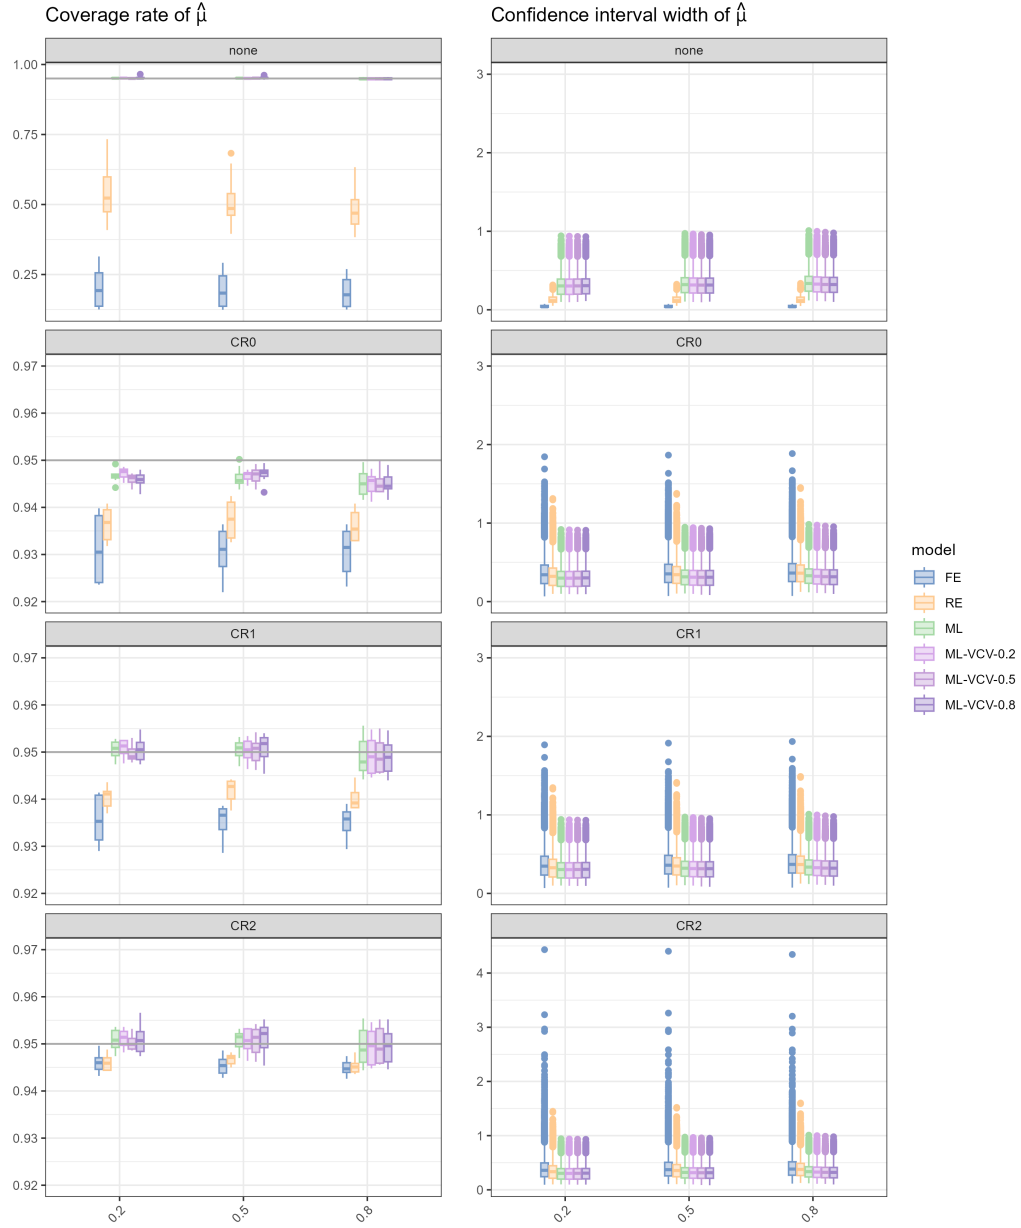 Coverage rate of μ̂
Confidence interval width of μ̂
none
none
1.00
0.75
0.50
0.25
3
2
1
0
CR0
CR0
0.97
0.96
0.95
0.94
0.93
0.92
3
2
1
0
CR1
CR1
0.97
0.96
0.95
0.94
0.93
0.92
3
2
1
0
CR2
CR2
0.97
0.96
0.95
0.94
0.93
0.92
4
3
2
1
0
0.2 0.5 0.8
0.2 0.5 0.8
model
FE
RE
ML
ML-VCV-0.2
ML-VCV-0.5
ML-VCV-0.8